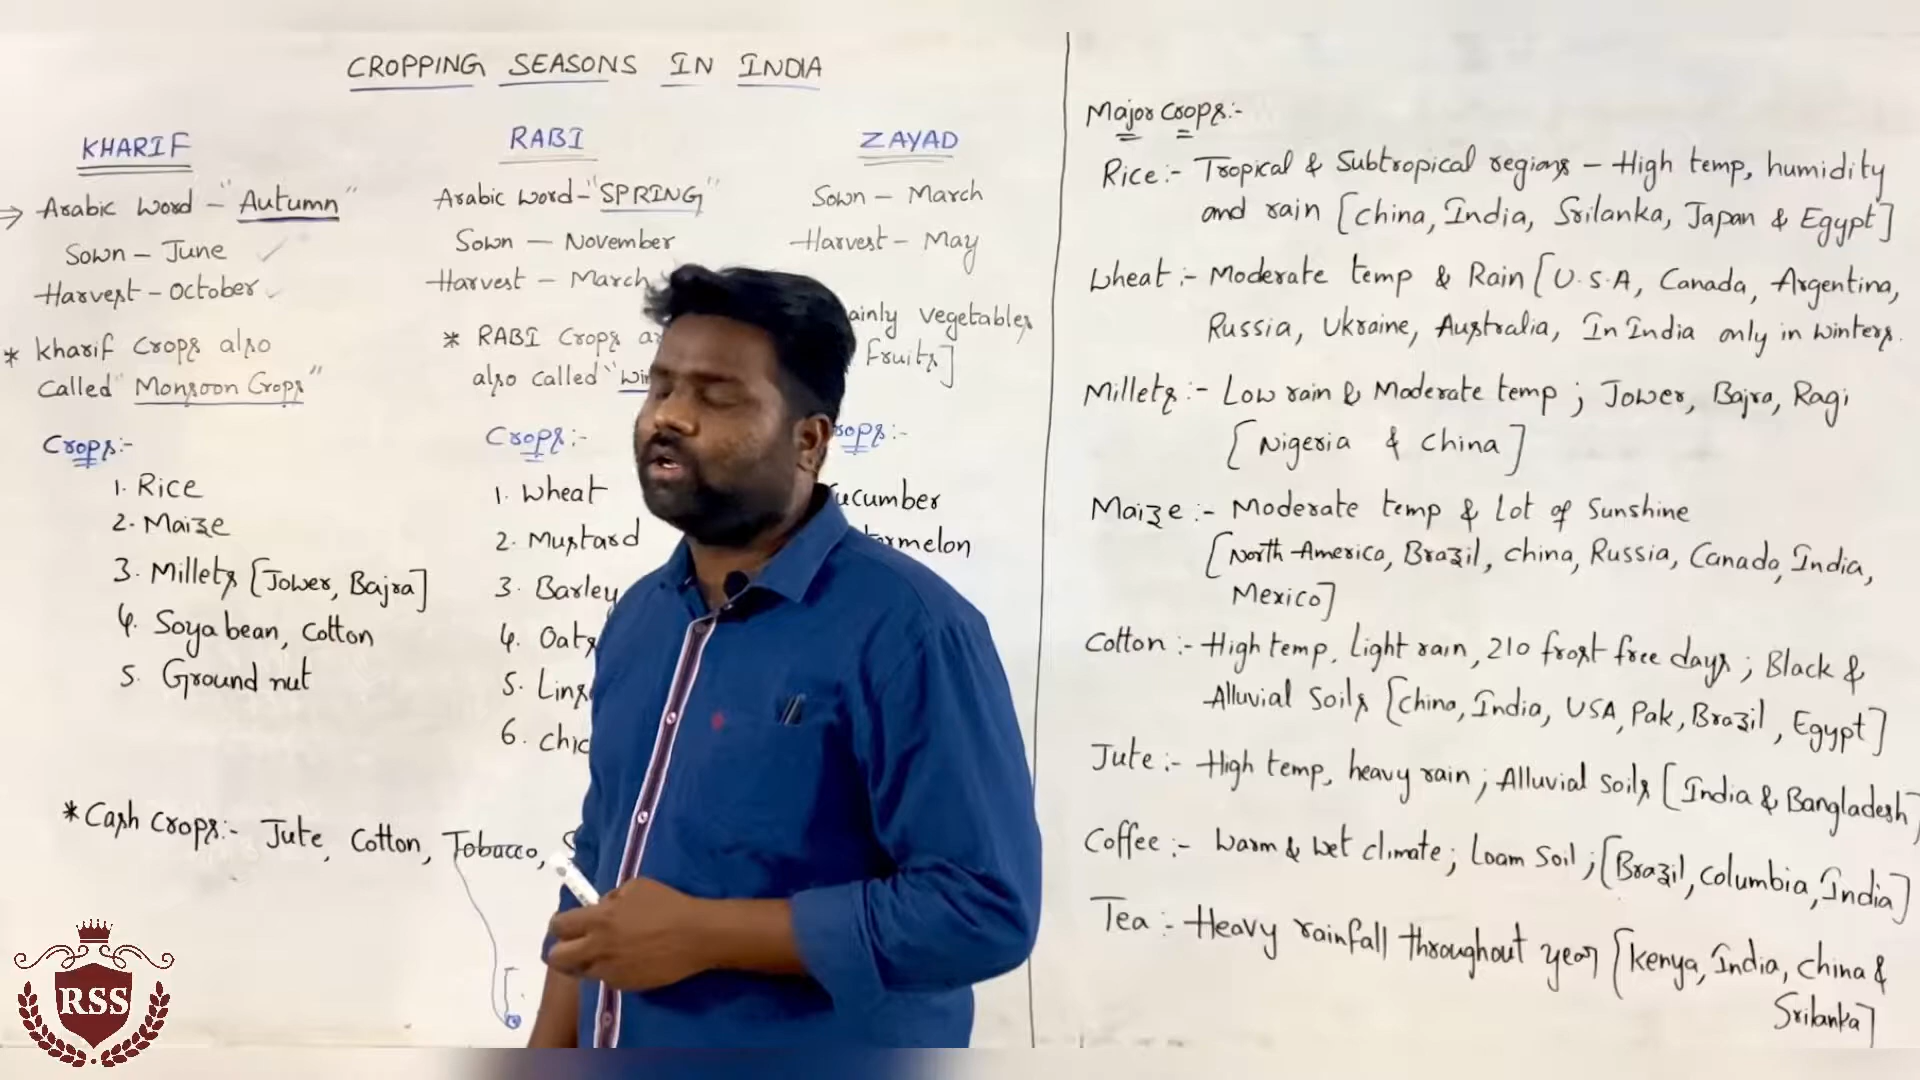 CROPPING SEASONS IN INDIA
KHARIF
→ Arabic Word - "Autumn"
Sown - June
Harvest - October
* Kharif Crops also
called "Monsoon Crops"
Crops:-
1. Rice
2. Maize
3. Millets [Jower, Bajra]
4. Soyabean, Cotton
5. Ground nut
RABI
Arabic Word - "SPRING"
Sown - November
Harvest - March
* RABI Crops
also called "
Crops:-
1. Wheat
2. Mustard
3. Barley
4. Oats
5.
6.
ZAYAD
Sown - March
Harvest - May
vegetables
Fruits]
* Cash Crops:- Jute, Cotton, Tobacco,
Major Crops:-
Rice:- Tropical & Subtropical regions - High temp, humidity
and rain [China, India, Srilanka, Japan & Egypt]
Wheat:- Moderate temp & Rain [U.S.A, Canada, Argentina,
Russia, Ukraine, Australia, In India only in winters.
Millets:- Low rain & Moderate temp; Jower, Bajra, Ragi
[Nigeria & China]
Maize:- Moderate temp & Lot of Sunshine
[North America, Brazil, China, Russia, Canada, India,
Mexico]
Cotton:- High temp, Light rain, 210 frost free days; Black &
Alluvial Soils [China, India, USA, Pak, Brazil, Egypt]
Jute:- High temp, heavy rain; Alluvial Soils [India & Bangladesh]
Coffee:- Warm & Wet climate; Loam Soil; [Brazil, Columbia, India]
Tea:- Heavy rainfall throughout year [Kenya, India, China &
Srilanka]
RSS